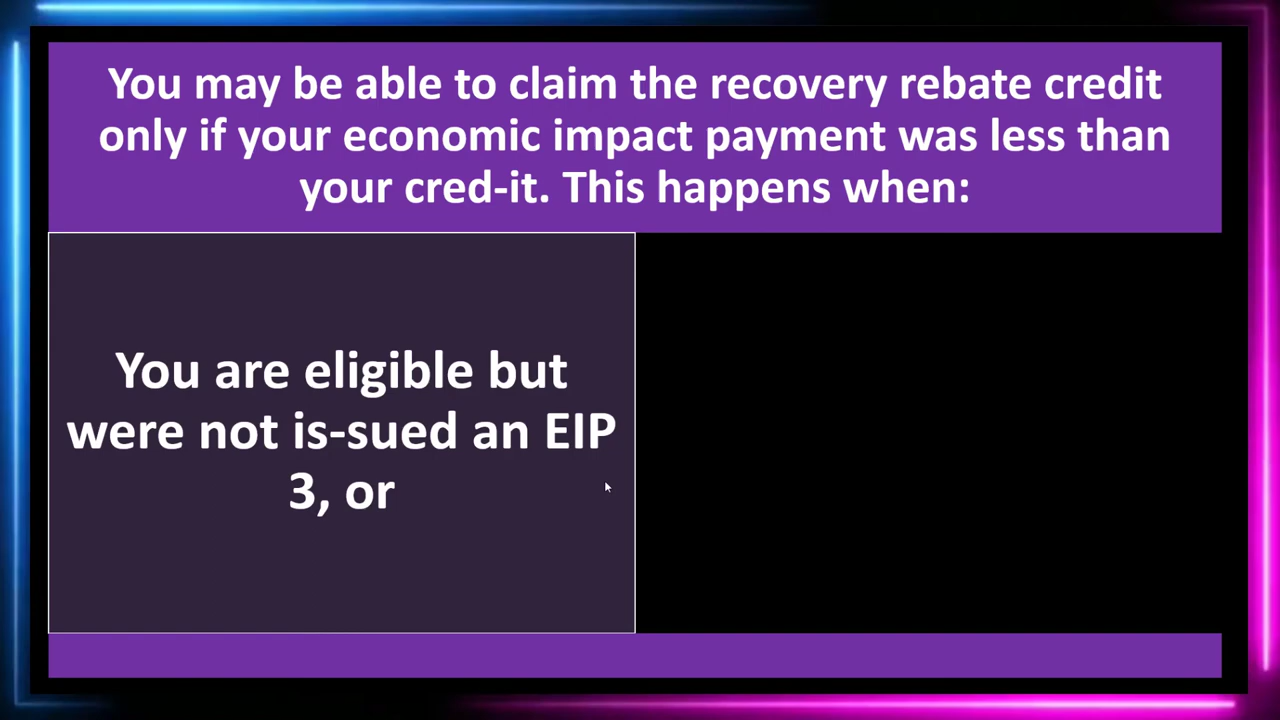 You may be able to claim the recovery rebate credit
only if your economic impact payment was less than
your cred-it. This happens when:
You are eligible but
were not is-sued an EIP
3, or